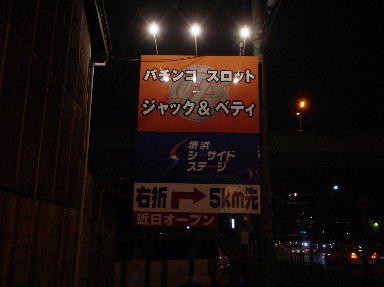 パチンコ スロット
ジャック&ベティ
堺浜
シーサイド
ステージ
右折 5km先
近日オープン